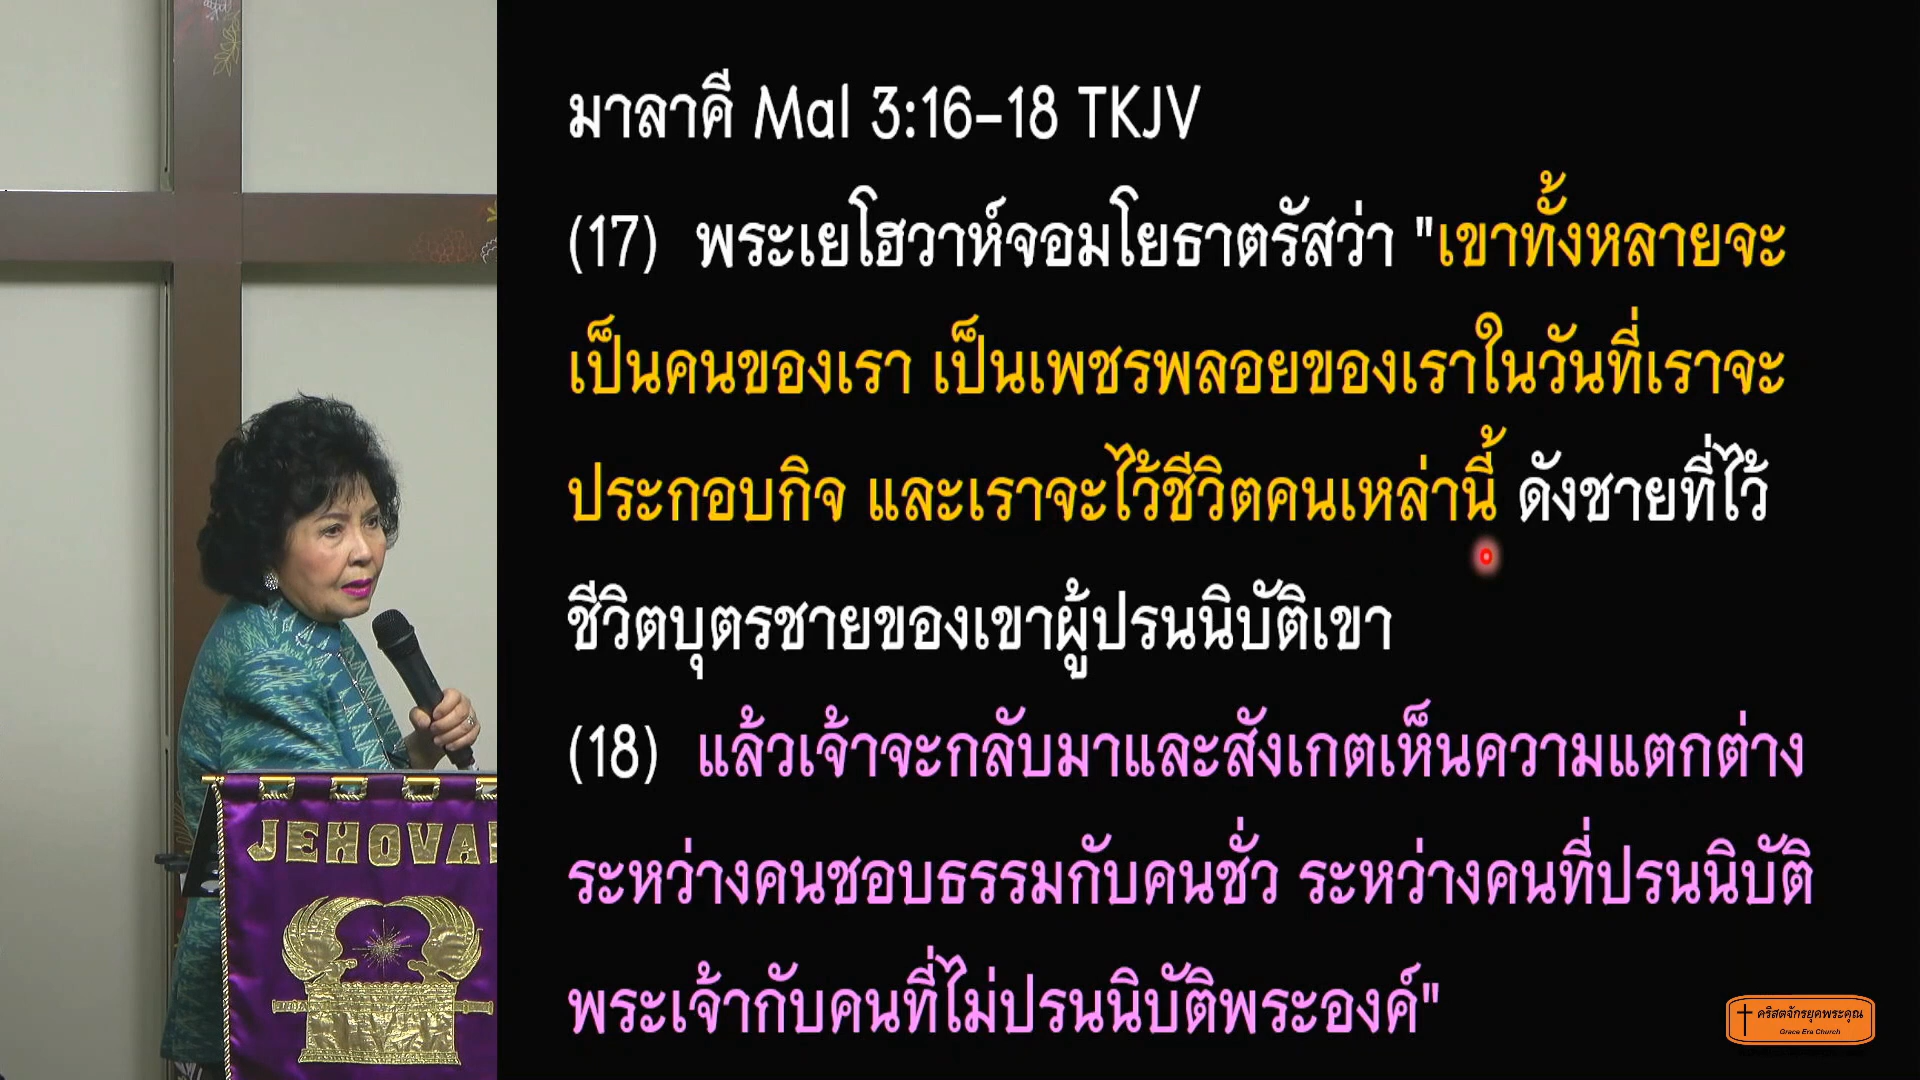 มาลาคี Mal 3:16-18 TKJV
(17) พระเยโฮวาห์จอมโยธาตรัสว่า "เขาทั้งหลายจะ
เป็นคนของเรา เป็นเพชรพลอยของเราในวันที่เราจะ
ประกอบกิจ และเราจะไว้ชีวิตคนเหล่านี้ ดังชายที่ไว้
ชีวิตบุตรชายของเขาผู้ปรนนิบัติเขา
(18) แล้วเจ้าจะกลับมาและสังเกตเห็นความแตกต่าง
ระหว่างคนชอบธรรมกับคนชั่ว ระหว่างคนที่ปรนนิบัติ
พระเจ้ากับคนที่ไม่ปรนนิบัติพระองค์"
JEHOVA
คริสตจักรยุคพระคุณ
Grace Era Church